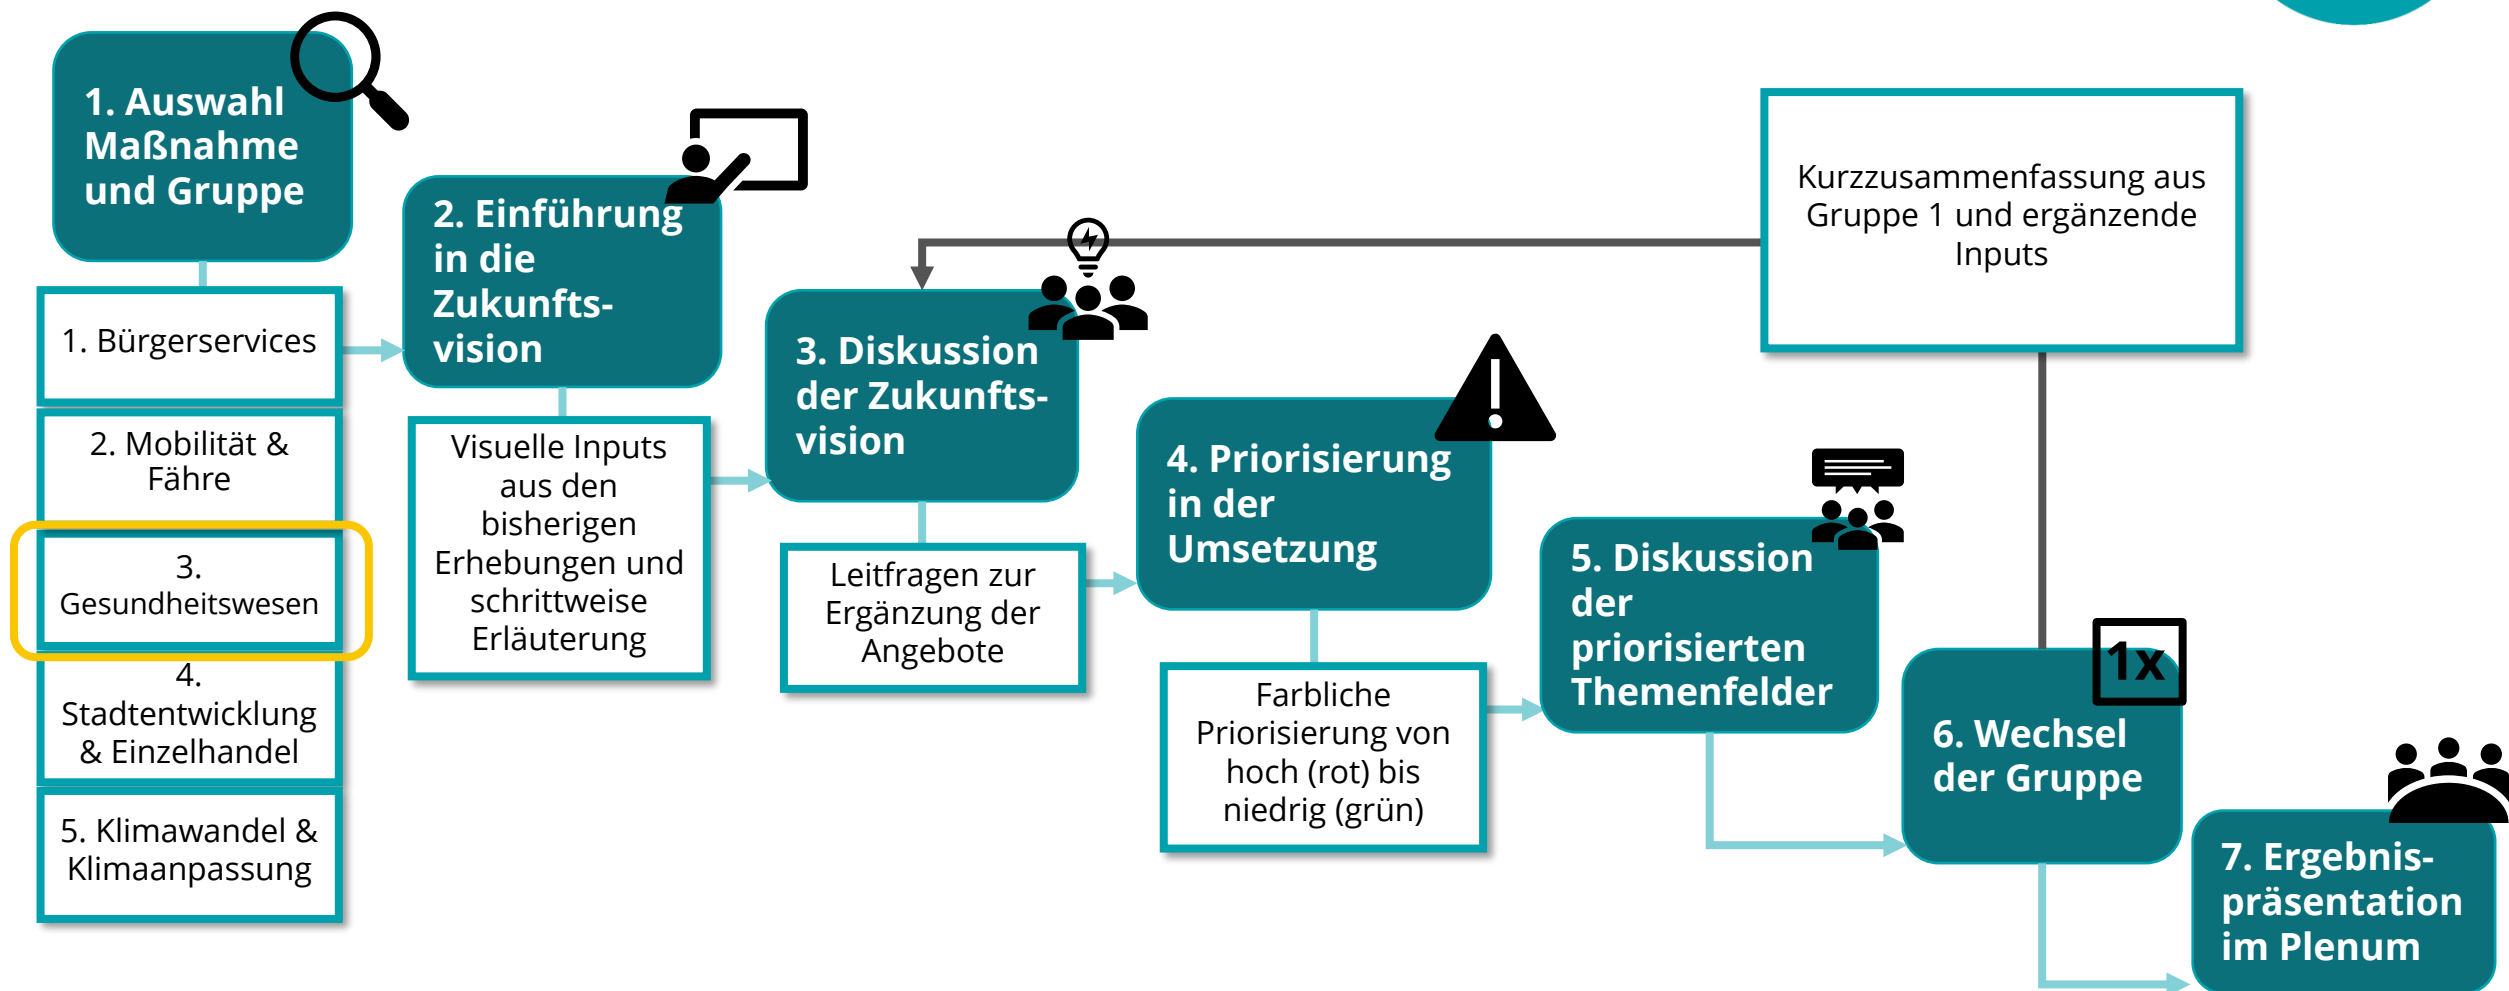 1. Auswahl
Maßnahme
und Gruppe
1. Bürgerservices
2. Mobilität &
Fähre
3.
Gesundheitswesen
4.
Stadtentwicklung
& Einzelhandel
5. Klimawandel &
Klimaanpassung
2. Einführung
in die
Zukunfts-
vision
Visuelle Inputs
aus den
bisherigen
Erhebungen und
schrittweise
Erläuterung
3. Diskussion
der Zukunfts-
vision
Leitfragen zur
Ergänzung der
Angebote
4. Priorisierung
in der
Umsetzung
Farbliche
Priorisierung von
hoch (rot) bis
niedrig (grün)
5. Diskussion
der
priorisierten
Themenfelder
Kurzzusammenfassung aus
Gruppe 1 und ergänzende
Inputs
1x
6. Wechsel
der Gruppe
7. Ergebnis-
präsentation
im Plenum